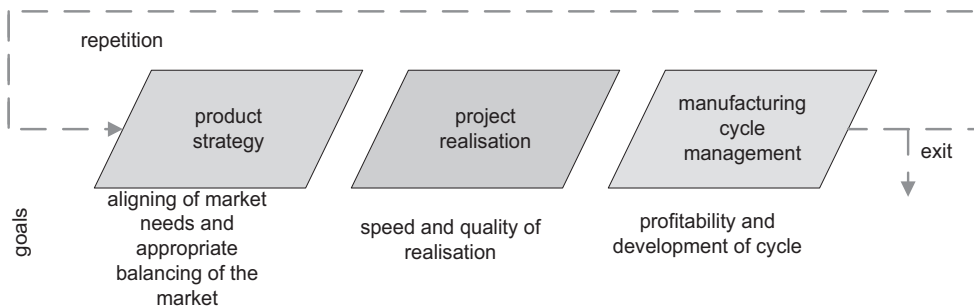 repetition
product
strategy
project
realisation
manufacturing
cycle
management
exit
goals
aligning of market
needs and
appropriate
balancing of the
market
speed and quality of
realisation
profitability and
development of cycle